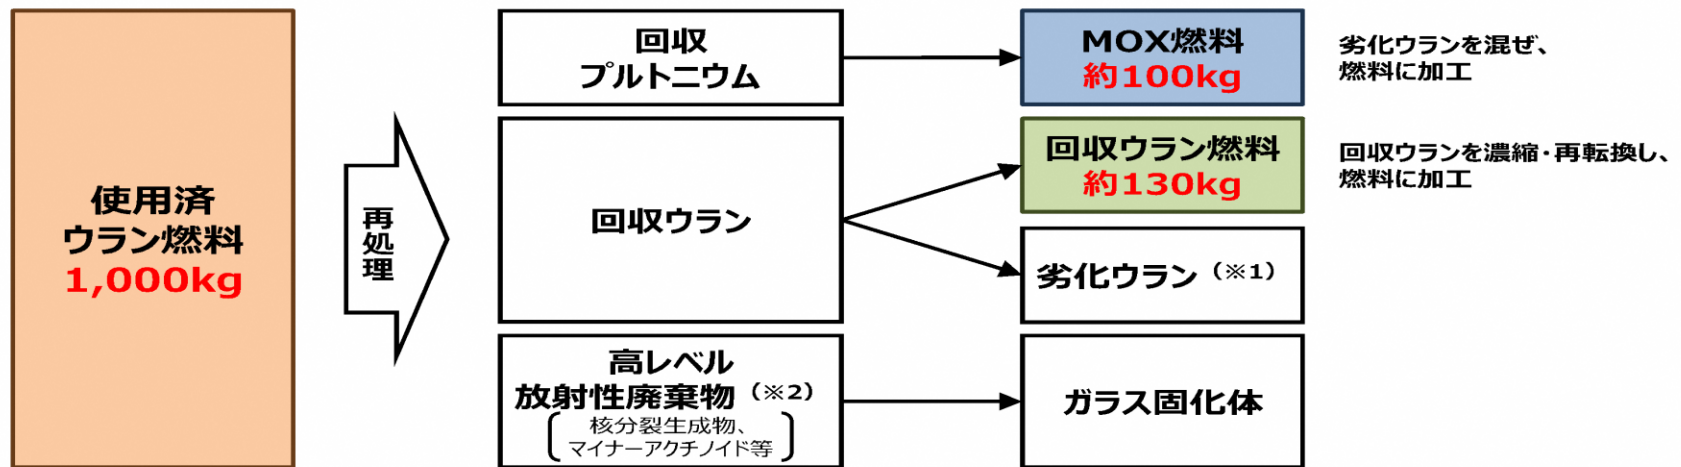 使用済
ウラン燃料
1,000kg
再処理
回収
プルトニウム
MOX燃料
約100kg
劣化ウランを混ぜ、
燃料に加工
回収ウラン
回収ウラン燃料
約130kg
回収ウランを濃縮・再転換し、
燃料に加工
劣化ウラン（※1）
高レベル
放射性廃棄物（※2）
核分裂生成物、
マイナーアクチノイド等
ガラス固化体